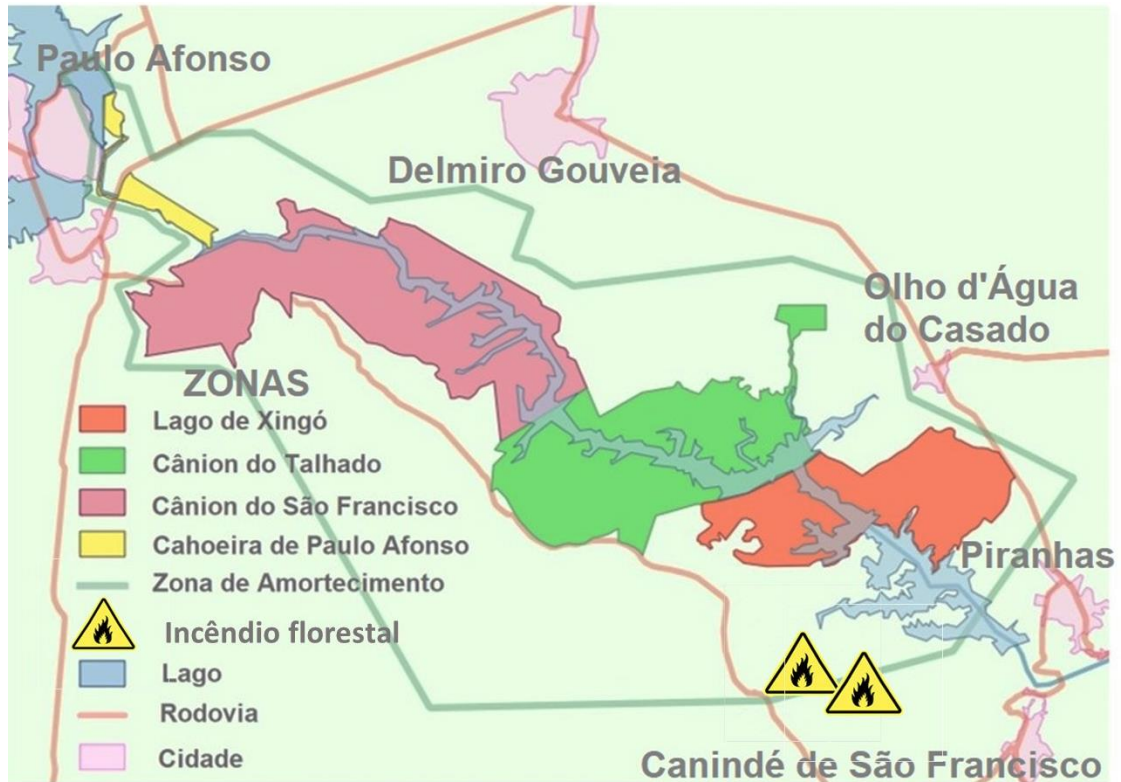 Paulo Afonso
Delmiro Gouveia
Olho d'Água
do Casado
ZONAS
Lago de Xingó
Cânion do Talhado
Cânion do São Francisco
Cahoeira de Paulo Afonso
Zona de Amortecimento
Incêndio florestal
Lago
Rodovia
Cidade
Piranhas
Canindé de São Francisco